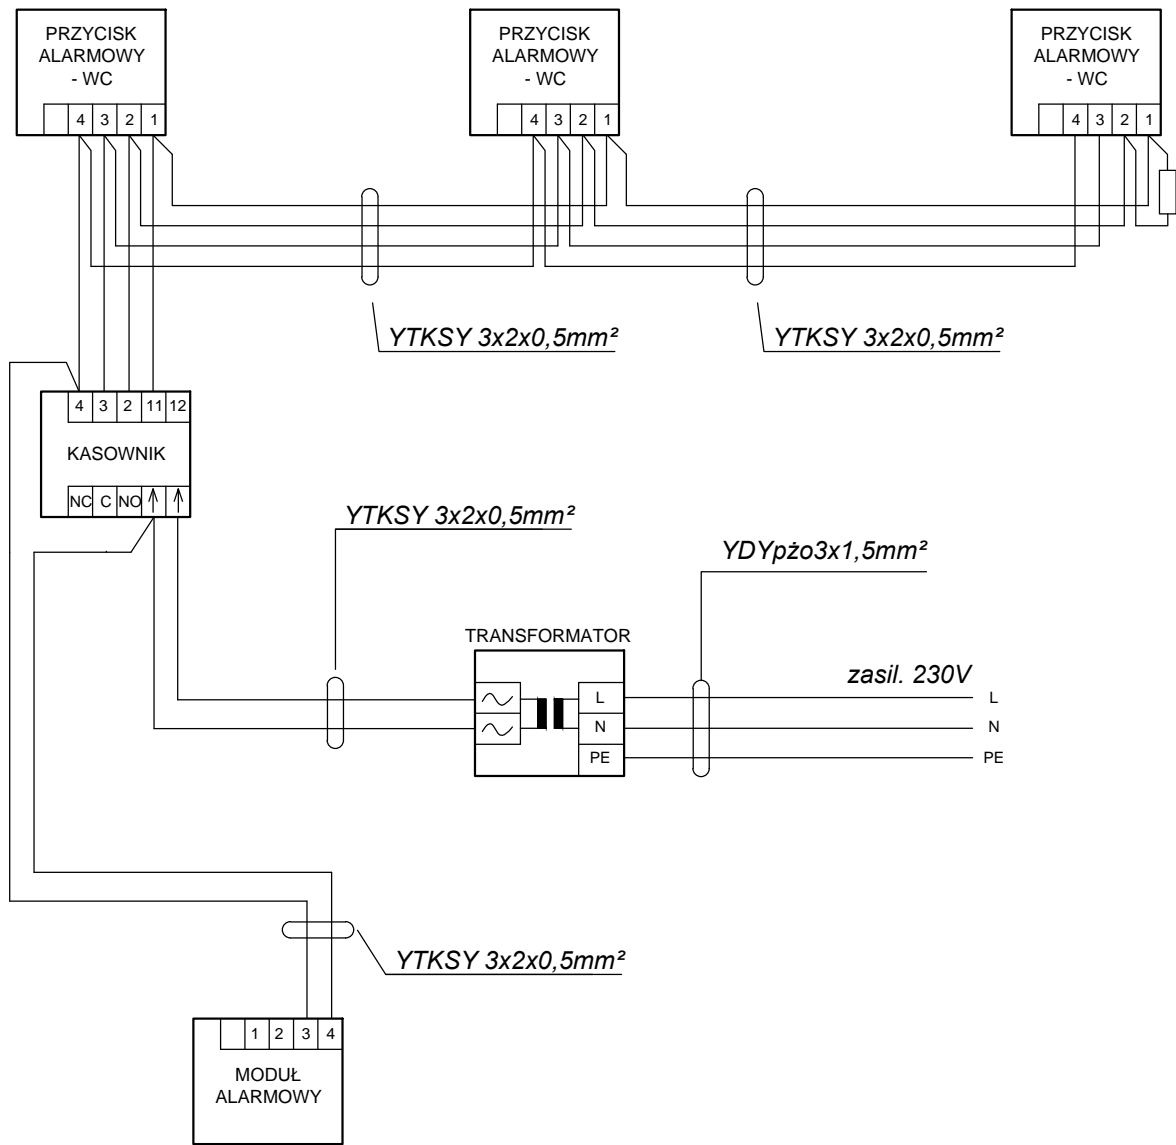 PRZYCISK
ALARMOWY
- WC
4 3 2 1
PRZYCISK
ALARMOWY
- WC
4 3 2 1
PRZYCISK
ALARMOWY
- WC
4 3 2 1
YTKSY 3x2x0,5mm²
YTKSY 3x2x0,5mm²
4 3 2 11 12
KASOWNIK
NC C NO
YTKSY 3x2x0,5mm²
YDYpżo3x1,5mm²
TRANSFORMATOR
zasil. 230V
L L
N N
PE PE
YTKSY 3x2x0,5mm²
1 2 3 4
MODUŁ
ALARMOWY